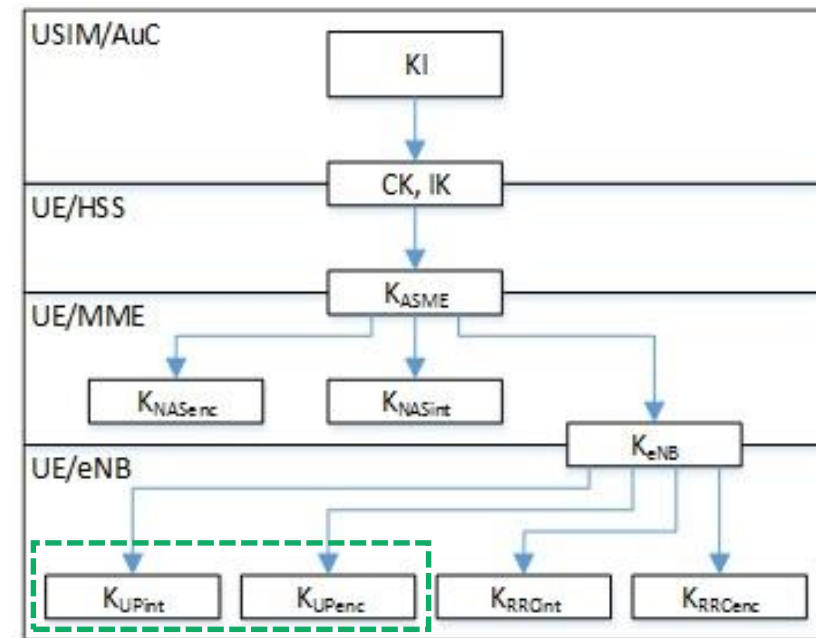 USIM/AuC
KI
CK, IK
UE/HSS
KASME
UE/MME
KNASenc
KNASint
KeNB
UE/eNB
KUPint
KUPenc
KRRCint
KRRCenc